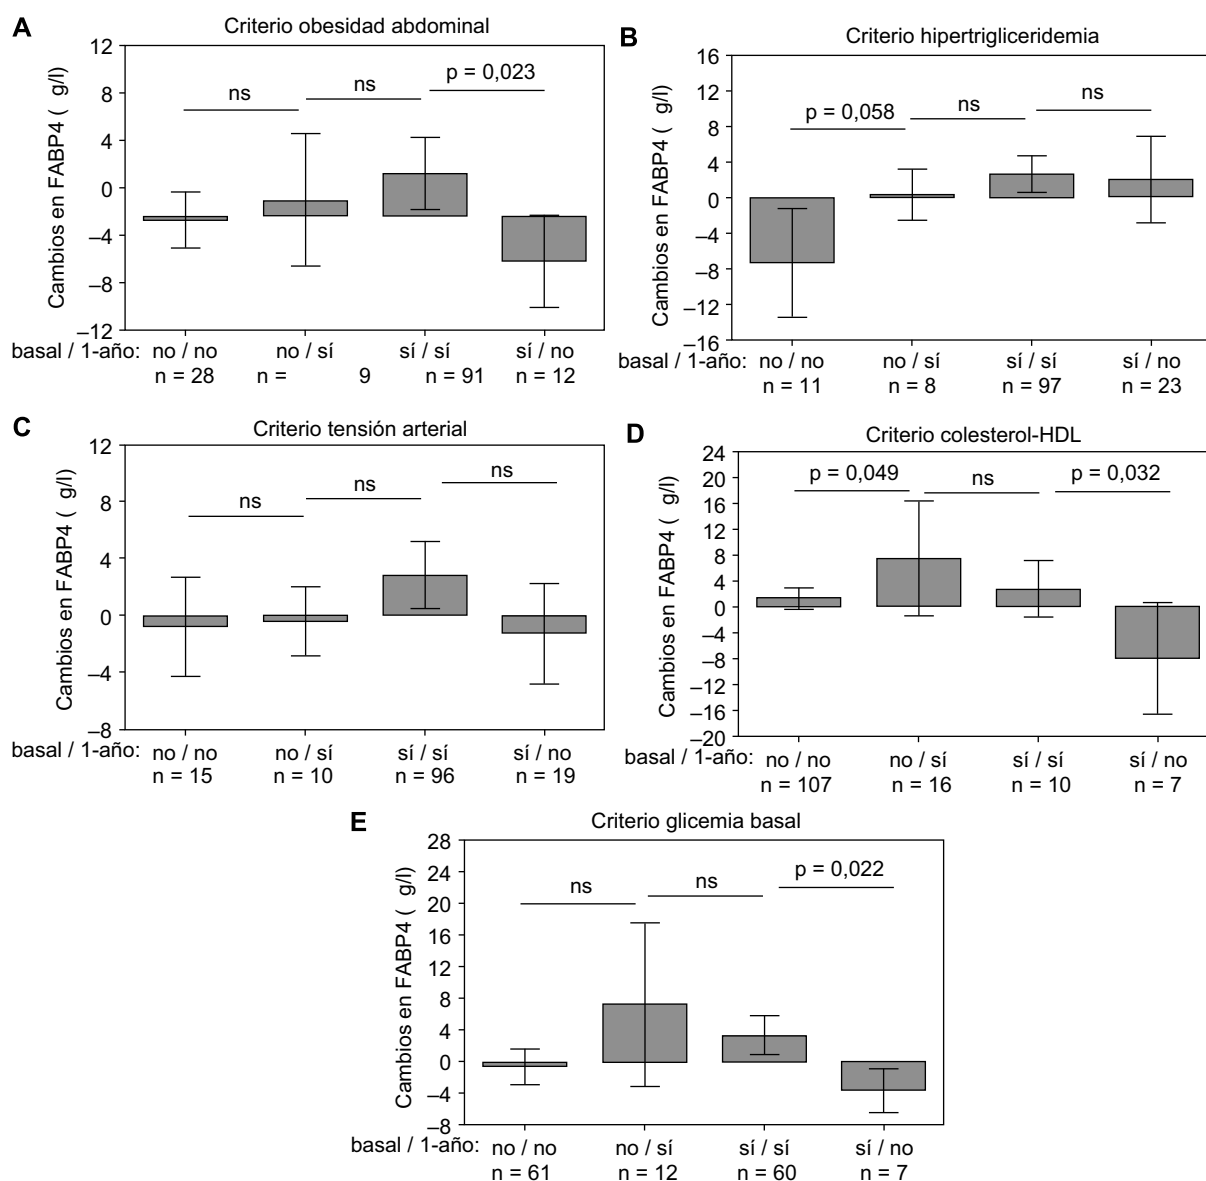 A
Criterio obesidad abdominal
Cambios en FABP4 ( g/l)
12
8
4
0
–4
–8
–12
ns
ns
p = 0,023
basal / 1-año: no / no no / sí sí / sí sí / no
n = 28 n = 9 n = 91 n = 12
B
Criterio hipertrigliceridemia
Cambios en FABP4 ( g/l)
16
12
8
4
0
–4
–8
–12
–16
p = 0,058
ns
ns
basal / 1-año: no / no no / sí sí / sí sí / no
n = 11 n = 8 n = 97 n = 23
C
Criterio tensión arterial
Cambios en FABP4 ( g/l)
12
8
4
0
–4
–8
ns
ns
ns
basal / 1-año: no / no no / sí sí / sí sí / no
n = 15 n = 10 n = 96 n = 19
D
Criterio colesterol-HDL
Cambios en FABP4 ( g/l)
24
20
16
12
8
4
0
–4
–8
–12
–16
–20
p = 0,049
ns
p = 0,032
basal / 1-año: no / no no / sí sí / sí sí / no
n = 107 n = 16 n = 10 n = 7
E
Criterio glicemia basal
Cambios en FABP4 ( g/l)
28
24
20
16
12
8
4
0
–4
–8
ns
ns
p = 0,022
basal / 1-año: no / no no / sí sí / sí sí / no
n = 61 n = 12 n = 60 n = 7